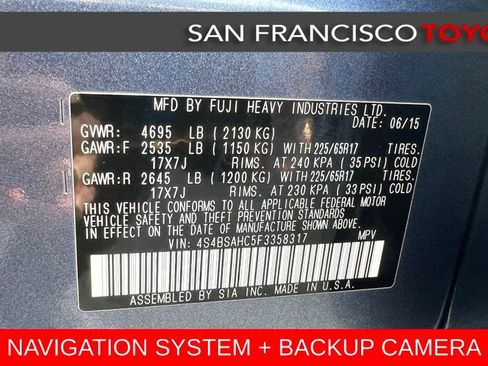 SAN FRANCISCO TOYO
MFD BY FUJI HEAVY INDUSTRIES LTD.
DATE: 06/15
GVWR: 4695 LB (2130 KG)
GAWR:F 2535 LB (1150 KG) WITH 225/65R17 TIRES.
17X7J RIMS. AT 240 KPA (35 PSI) COLD
GAWR:R 2645 LB (1200 KG) WITH 225/65R17 TIRES.
17X7J RIMS. AT 230 KPA (33 PSI) COLD
THIS VEHICLE CONFORMS TO ALL APPLICABLE FEDERAL MOTOR
VEHICLE SAFETY AND THEFT PREVENTION STANDARDS
IN EFFECT ON THE DATE OF MANUFACTURE SHOWN ABOVE.
VIN: 4S4BSAHC5F3358317 MPV
ASSEMBLED BY SIA INC. MADE IN U.S.A.
NAVIGATION SYSTEM + BACKUP CAMERA